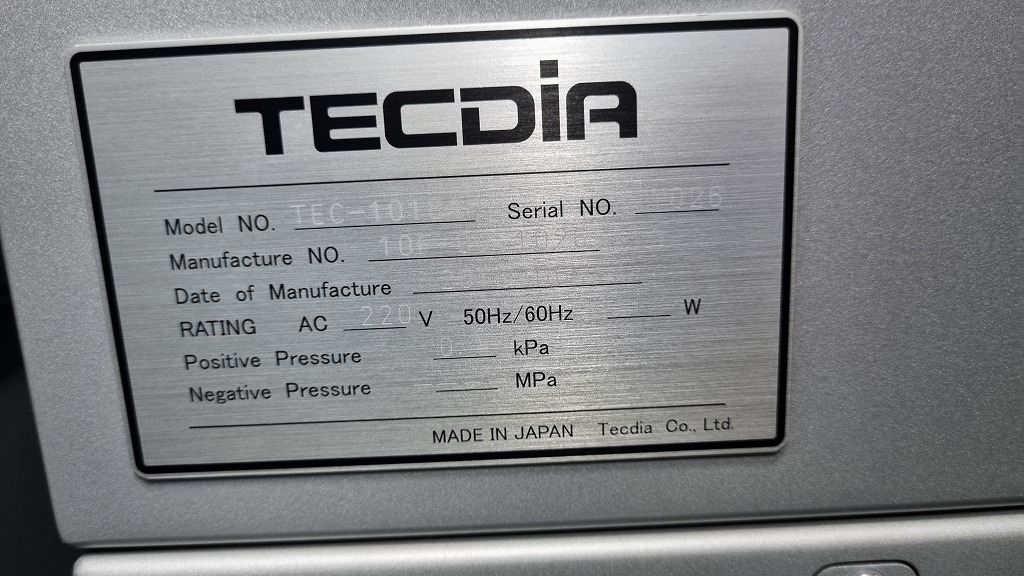 TECDIA
Model NO. Serial NO.
Manufacture NO.
Date of Manufacture
RATING AC 220 V 50Hz/60Hz W
Positive Pressure kPa
Negative Pressure MPa
MADE IN JAPAN Tecdia Co., Ltd.